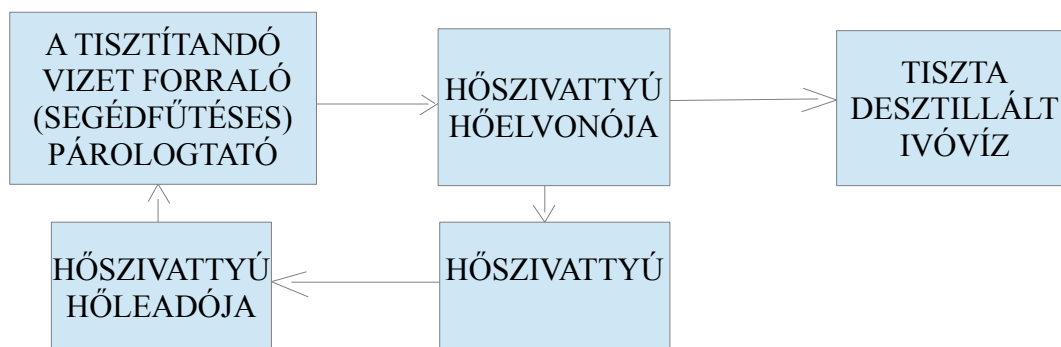 A TISZTÍTANDÓ
VIZET FORRALÓ
(SEGÉDFŰTÉSES)
PÁROLOGTATÓ
HŐSZIVATTYÚ
HŐELVONÓJA
TISZTA
DESZTILLÁLT
IVÓVÍZ
HŐSZIVATTYÚ
HŐLEADÓJA
HŐSZIVATTYÚ